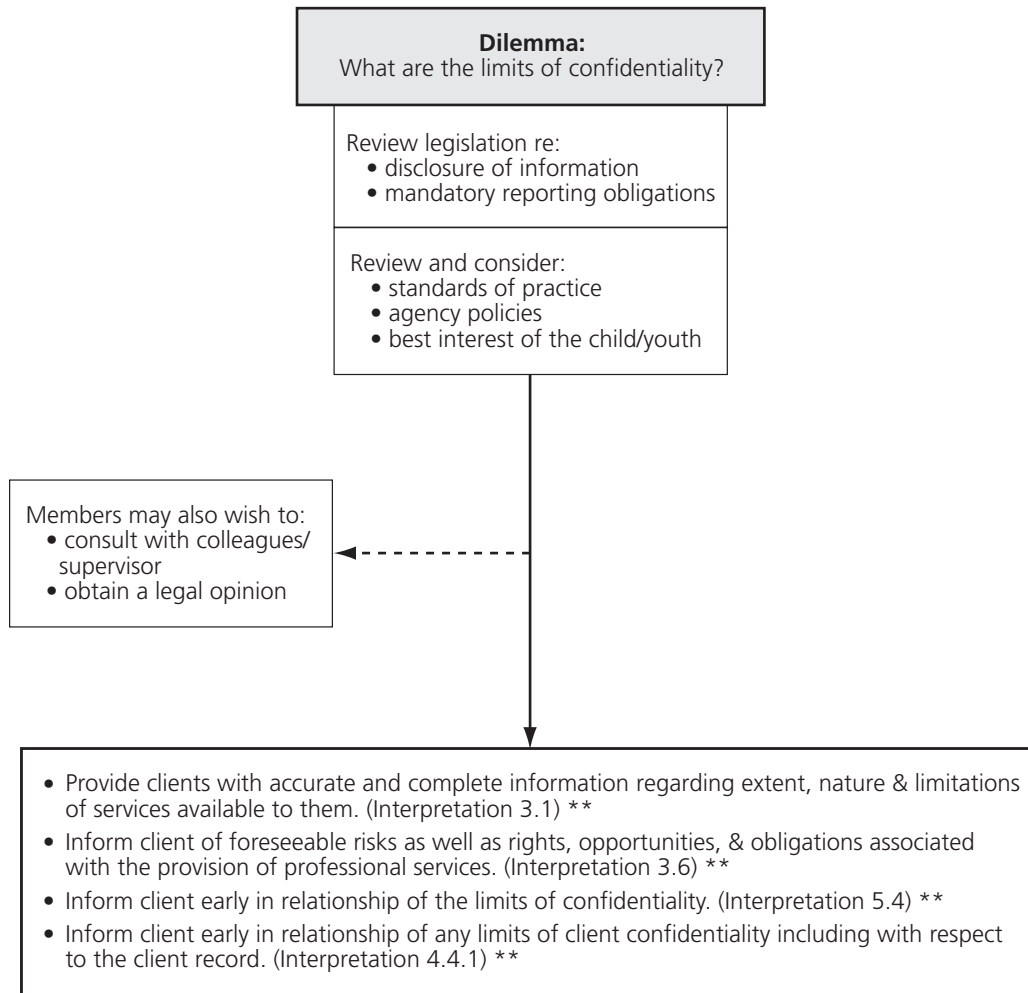 Dilemma:
What are the limits of confidentiality?
Review legislation re:
• disclosure of information
• mandatory reporting obligations
Review and consider:
• standards of practice
• agency policies
• best interest of the child/youth
Members may also wish to:
• consult with colleagues/
supervisor
• obtain a legal opinion
• Provide clients with accurate and complete information regarding extent, nature & limitations
of services available to them. (Interpretation 3.1) **
• Inform client of foreseeable risks as well as rights, opportunities, & obligations associated
with the provision of professional services. (Interpretation 3.6) **
• Inform client early in relationship of the limits of confidentiality. (Interpretation 5.4) **
• Inform client early in relationship of any limits of client confidentiality including with respect
to the client record. (Interpretation 4.4.1) **